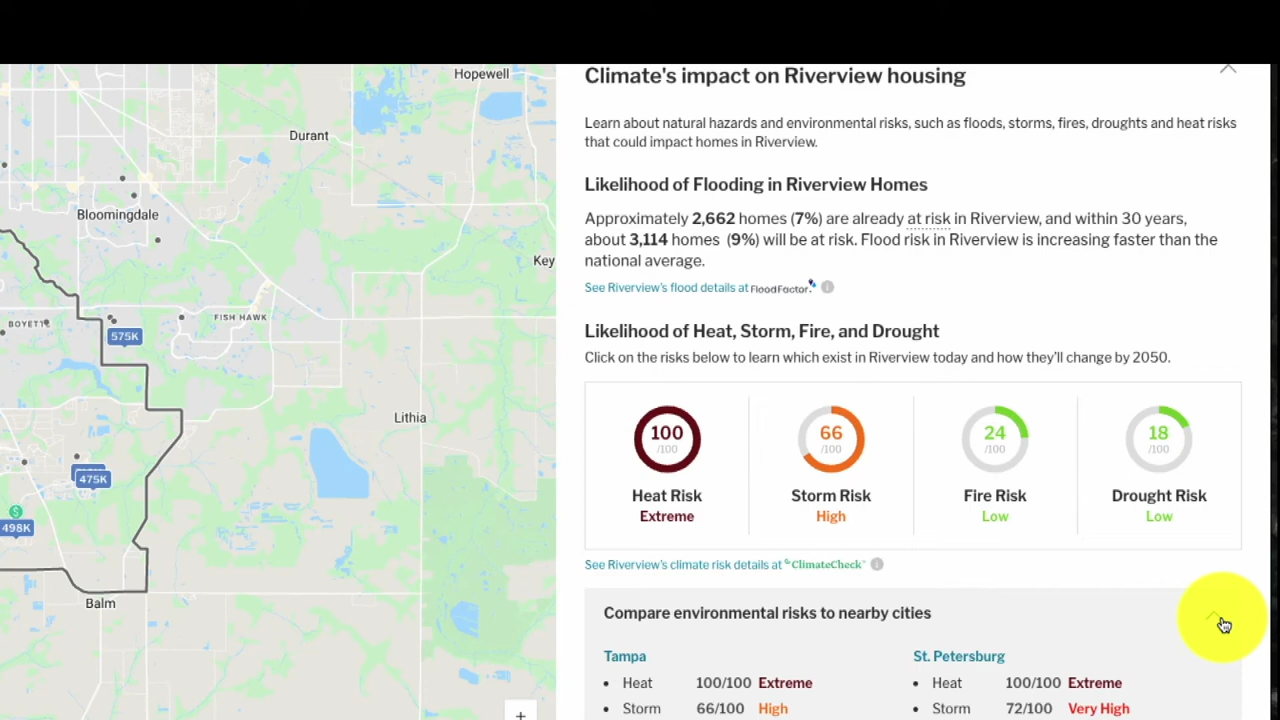 Climate's impact on Riverview housing
Learn about natural hazards and environmental risks, such as floods, storms, fires, droughts and heat risks
that could impact homes in Riverview.
Likelihood of Flooding in Riverview Homes
Approximately 2,662 homes (7%) are already at risk in Riverview, and within 30 years,
about 3,114 homes (9%) will be at risk. Flood risk in Riverview is increasing faster than the
national average.
See Riverview's flood details at FloodFactor
Likelihood of Heat, Storm, Fire, and Drought
Click on the risks below to learn which exist in Riverview today and how they'll change by 2050.
100
/100
Heat Risk
Extreme
66
/100
Storm Risk
High
24
/100
Fire Risk
Low
18
/100
Drought Risk
Low
See Riverview's climate risk details at ClimateCheck
Compare environmental risks to nearby cities
Tampa
• Heat 100/100 Extreme
• Storm 66/100 High
St. Petersburg
• Heat 100/100 Extreme
• Storm 72/100 Very High
Hopewell
Durant
Bloomingdale
Key
BOYETTE
FISH HAWK
575K
Lithia
475K
$
498K
Balm
+